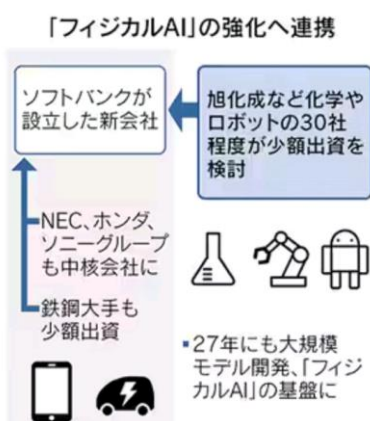 「フィジカルAI」の強化へ連携
ソフトバンクが
設立した新会社
旭化成など化学や
ロボットの30社
程度が少額出資を
検討
NEC、ホンダ、
ソニーグループ
も中核会社に
鉄鋼大手も
少額出資
▪27年にも大規模
モデル開発、「フィジ
カルAI」の基盤に